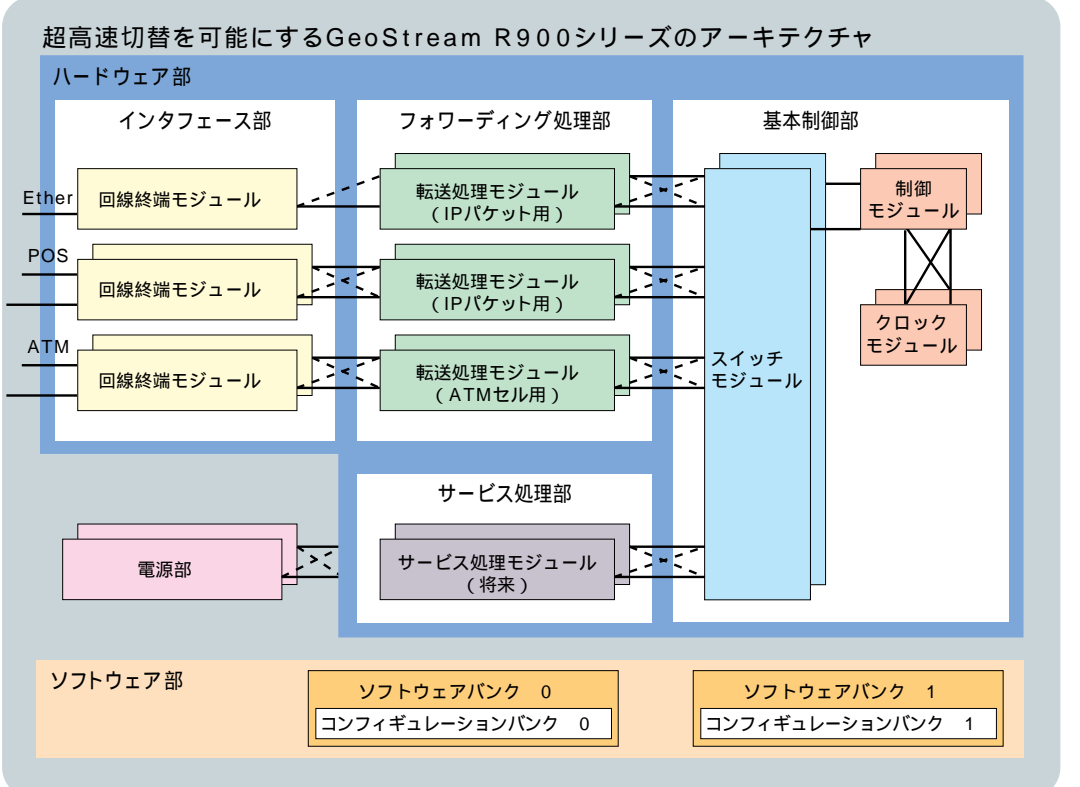 超高速切替を可能にするGeoStream R900シリーズのアーキテクチャ
ハードウェア部
インタフェース部
フォワーディング処理部
基本制御部
Ether
回線終端モジュール
転送処理モジュール
（IPパケット用）
制御
モジュール
POS
回線終端モジュール
転送処理モジュール
（IPパケット用）
クロック
モジュール
ATM
回線終端モジュール
転送処理モジュール
（ATMセル用）
スイッチ
モジュール
サービス処理部
電源部
サービス処理モジュール
（将来）
ソフトウェア部
ソフトウェアバンク　0
コンフィギュレーションバンク　0
ソフトウェアバンク　1
コンフィギュレーションバンク　1